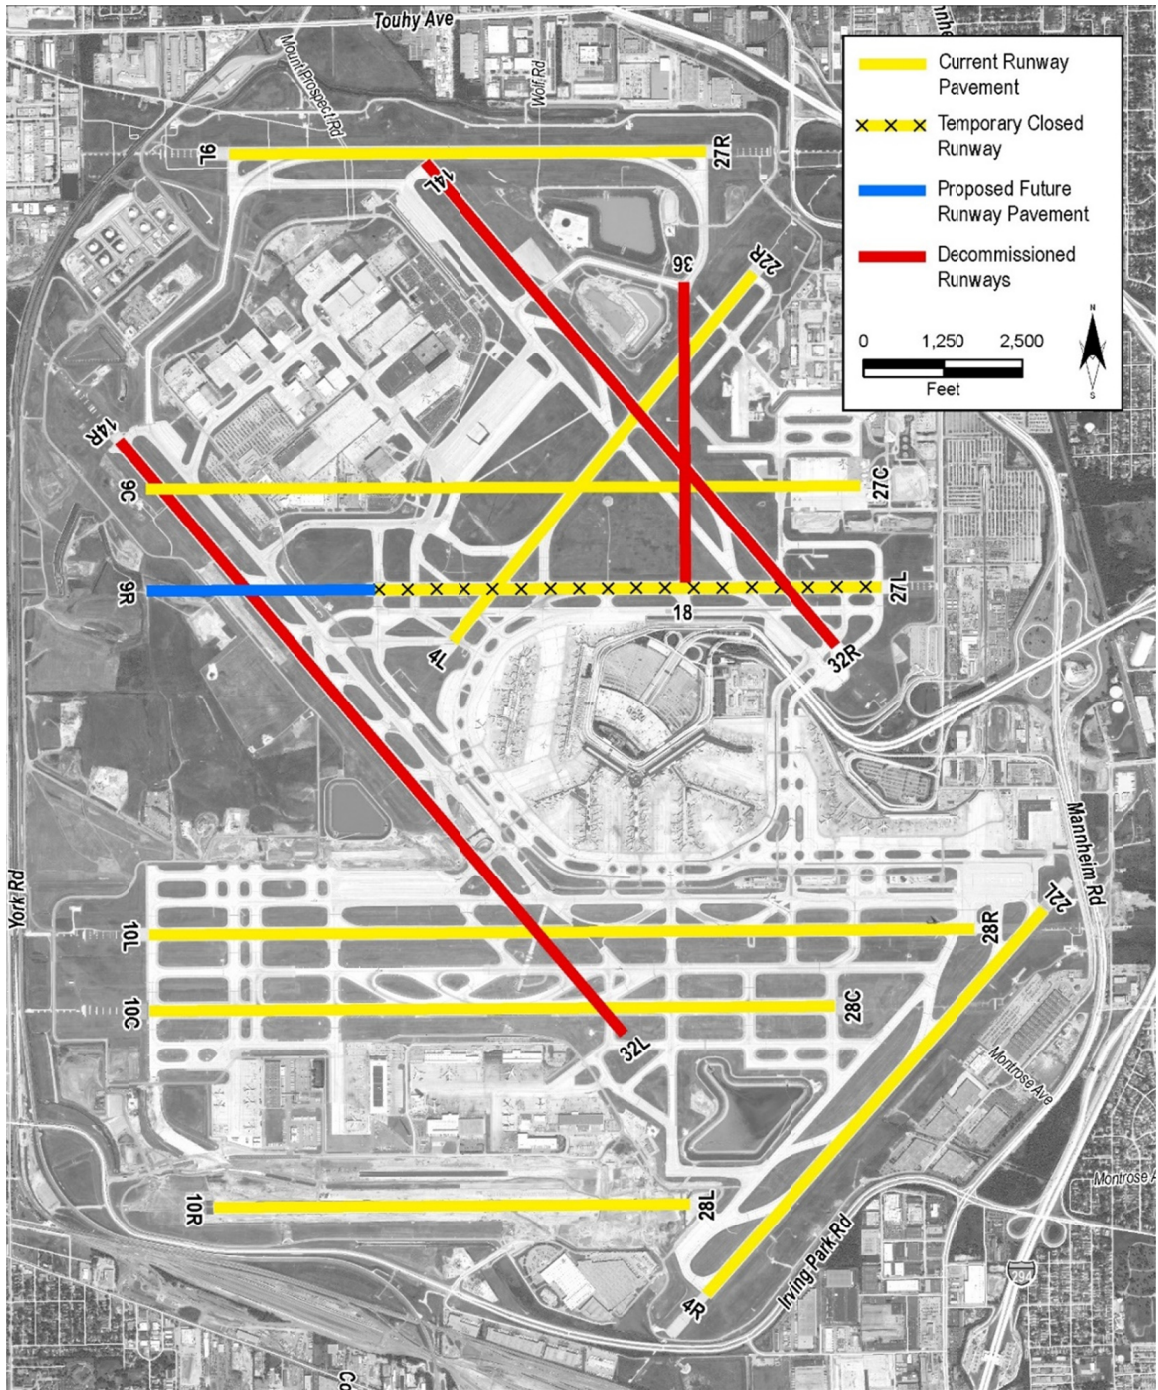 Touhy Ave
Mount Prospect Rd
Wolf Rd
Current Runway
Pavement
Temporary Closed
Runway
Proposed Future
Runway Pavement
Decommissioned
Runways
N
0 1,250 2,500
Feet
S
9L
27R
14L
36
22R
14R
9C
27C
9R
27L
18
4L
32R
Mannheim Rd
York Rd
22L
10L
28R
10C
28C
32L
Montrose Ave
Montrose A
10R
28L
Irving Park Rd
294
4R